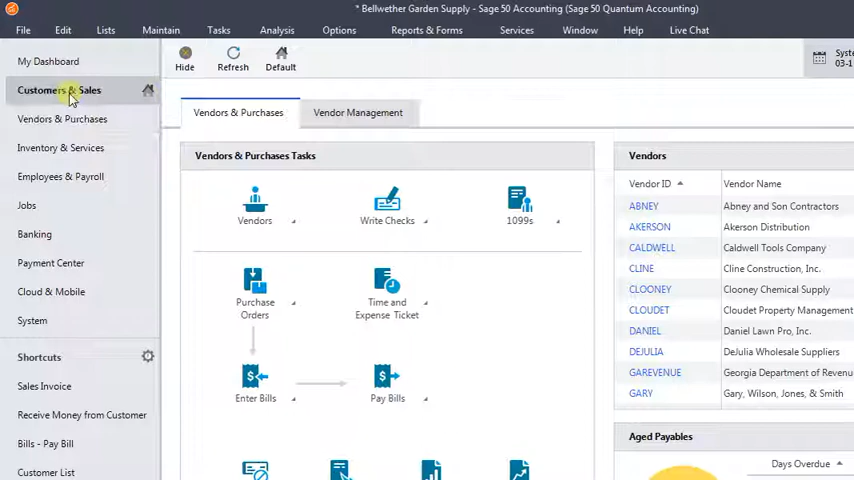 * Bellwether Garden Supply - Sage 50 Accounting (Sage 50 Quantum Accounting)
File Edit Lists Maintain Tasks Analysis Options Reports & Forms Services Window Help Live Chat
My Dashboard
Customers & Sales
Vendors & Purchases
Inventory & Services
Employees & Payroll
Jobs
Banking
Payment Center
Cloud & Mobile
System
Shortcuts
Sales Invoice
Receive Money from Customer
Bills - Pay Bill
Customer List
Hide Refresh Default
Syste
03-1
Vendors & Purchases Vendor Management
Vendors & Purchases Tasks
Vendors Write Checks 1099s
Purchase Orders
Time and Expense Ticket
Enter Bills Pay Bills
Vendors
Vendor ID Vendor Name
ABNEY Abney and Son Contractors
AKERSON Akerson Distribution
CALDWELL Caldwell Tools Company
CLINE Cline Construction, Inc.
CLOONEY Clooney Chemical Supply
CLOUDET Cloudet Property Management
DANIEL Daniel Lawn Pro, Inc.
DEJULIA DeJulia Wholesale Suppliers
GAREVENUE Georgia Department of Revenu
GARY Gary, Wilson, Jones, & Smith
Aged Payables
Days Overdue